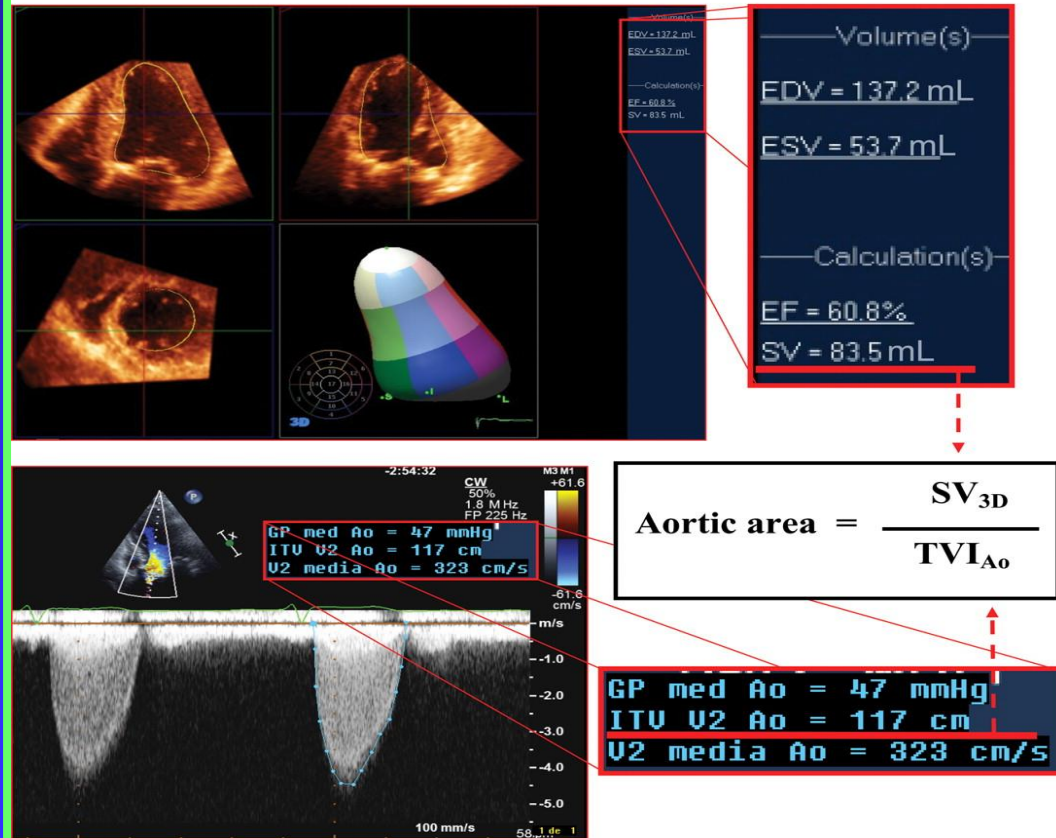 Volume(s)
EDV = 137.2 mL
ESV = 53.7 mL
Calculation(s)
EF = 60.8 %
SV = 83.5 mL
Volume(s)
EDV = 137.2 mL
ESV = 53.7 mL
Calculation(s)
EF = 60.8%
SV = 83.5 mL
3D
S
I
L
-2:54:32
CW
50%
1.8 MHz
FP 225 Hz
M3 M1
+61.6
-61.6
cm/s
P
GP med Ao = 47 mmHg
ITV V2 Ao = 117 cm
V2 media Ao = 323 cm/s
m/s
-1.0
-2.0
-3.0
-4.0
-5.0
100 mm/s
1 de 1
Aortic area = SV3D
TVIAo
GP med Ao = 47 mmHg
ITV V2 Ao = 117 cm
V2 media Ao = 323 cm/s